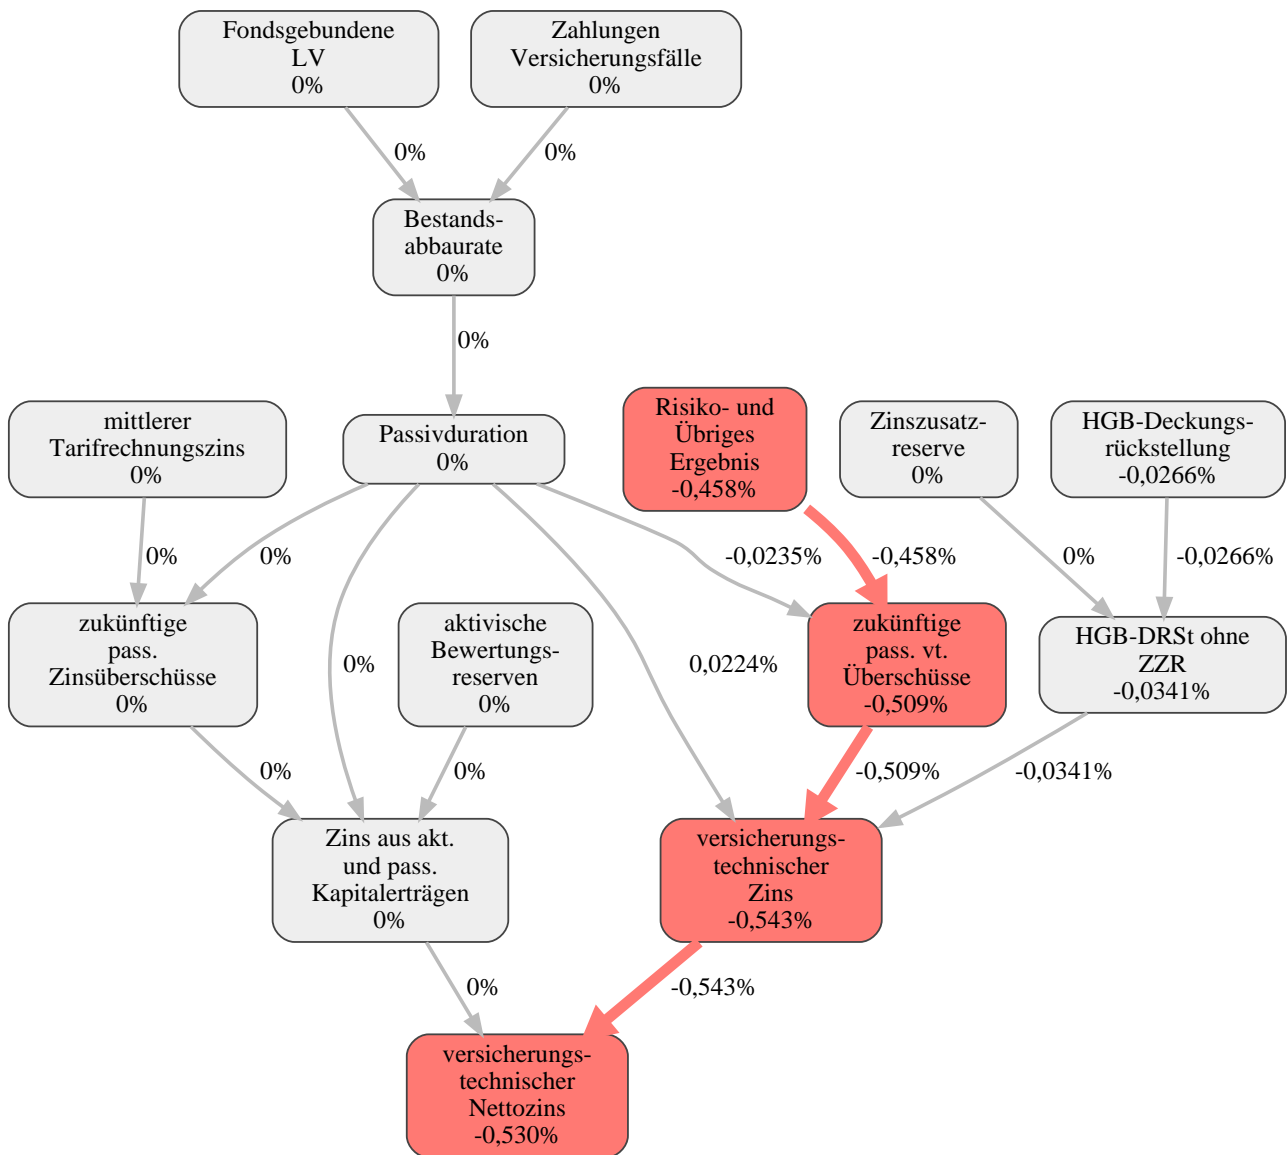 Fondsgebundene
LV
0%
Zahlungen
Versicherungsfälle
0%
0%
0%
Bestands-
abbaurate
0%
0%
mittlerer
Tarifrechnungszins
0%
Passivduration
0%
Risiko- und
Übriges
Ergebnis
-0,458%
Zinszusatz-
reserve
0%
HGB-Deckungs-
rückstellung
-0,0266%
0%
0%
-0,0235%
-0,458%
0%
-0,0266%
zukünftige
pass.
Zinsüberschüsse
0%
0%
aktivische
Bewertungs-
reserven
0%
0,0224%
zukünftige
pass. vt.
Überschüsse
-0,509%
HGB-DRSt ohne
ZZR
-0,0341%
0%
0%
-0,509%
-0,0341%
Zins aus akt.
und pass.
Kapitalerträgen
0%
versicherungs-
technischer
Zins
-0,543%
0%
-0,543%
versicherungs-
technischer
Nettozins
-0,530%